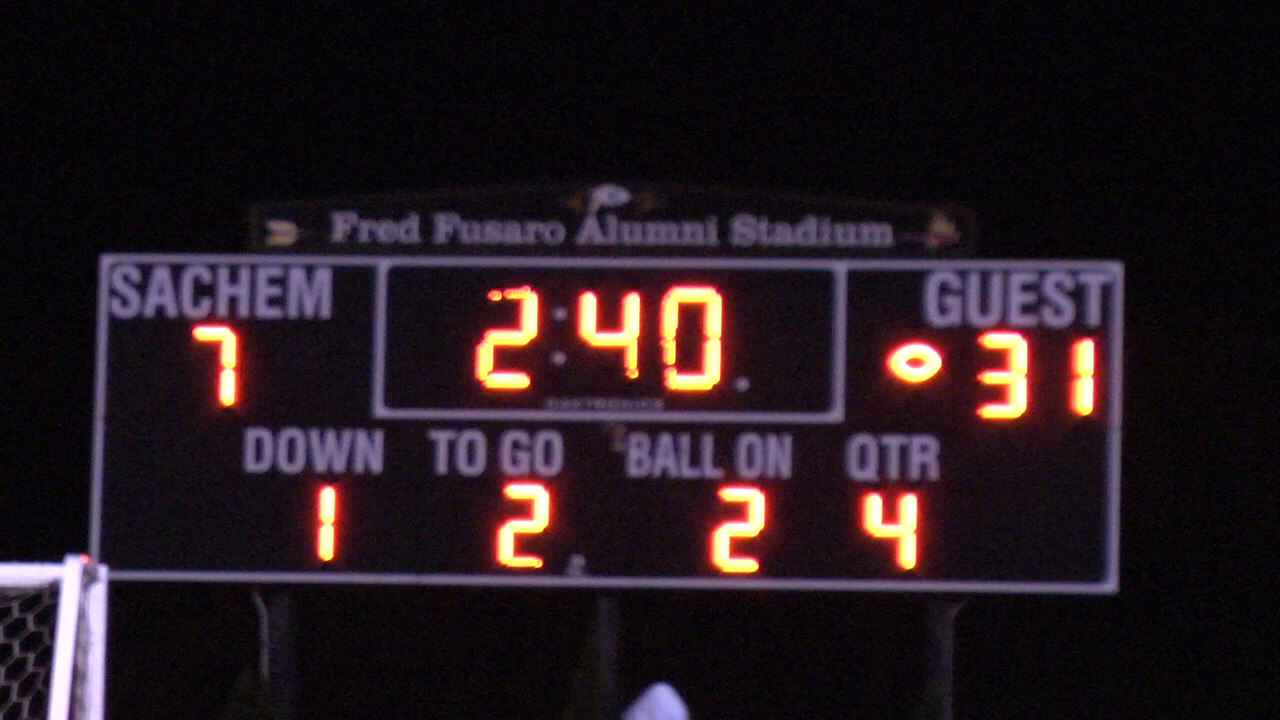 Fred Fusaro Alumni Stadium
SACHEM 2:40 GUEST
7 31
DAKTRONICS
DOWN TO GO BALL ON QTR
1 2 2 4